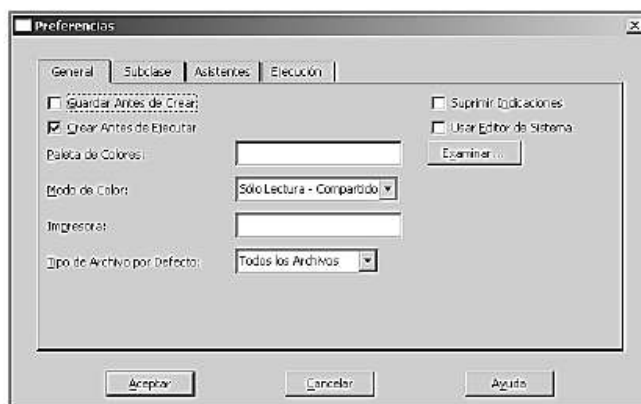 Preferencias
General Subclase Asistentes Ejecución
Guardar Antes de Crear
Suprimir Indicaciones
Crear Antes de Ejecutar
Usar Editor de Sistema
Paleta de Colores:
Examinar...
Modo de Color:
Sólo Lectura - Compartido
Impresora:
Tipo de Archivo por Defecto:
Todos los Archivos
Aceptar
Cancelar
Ayuda